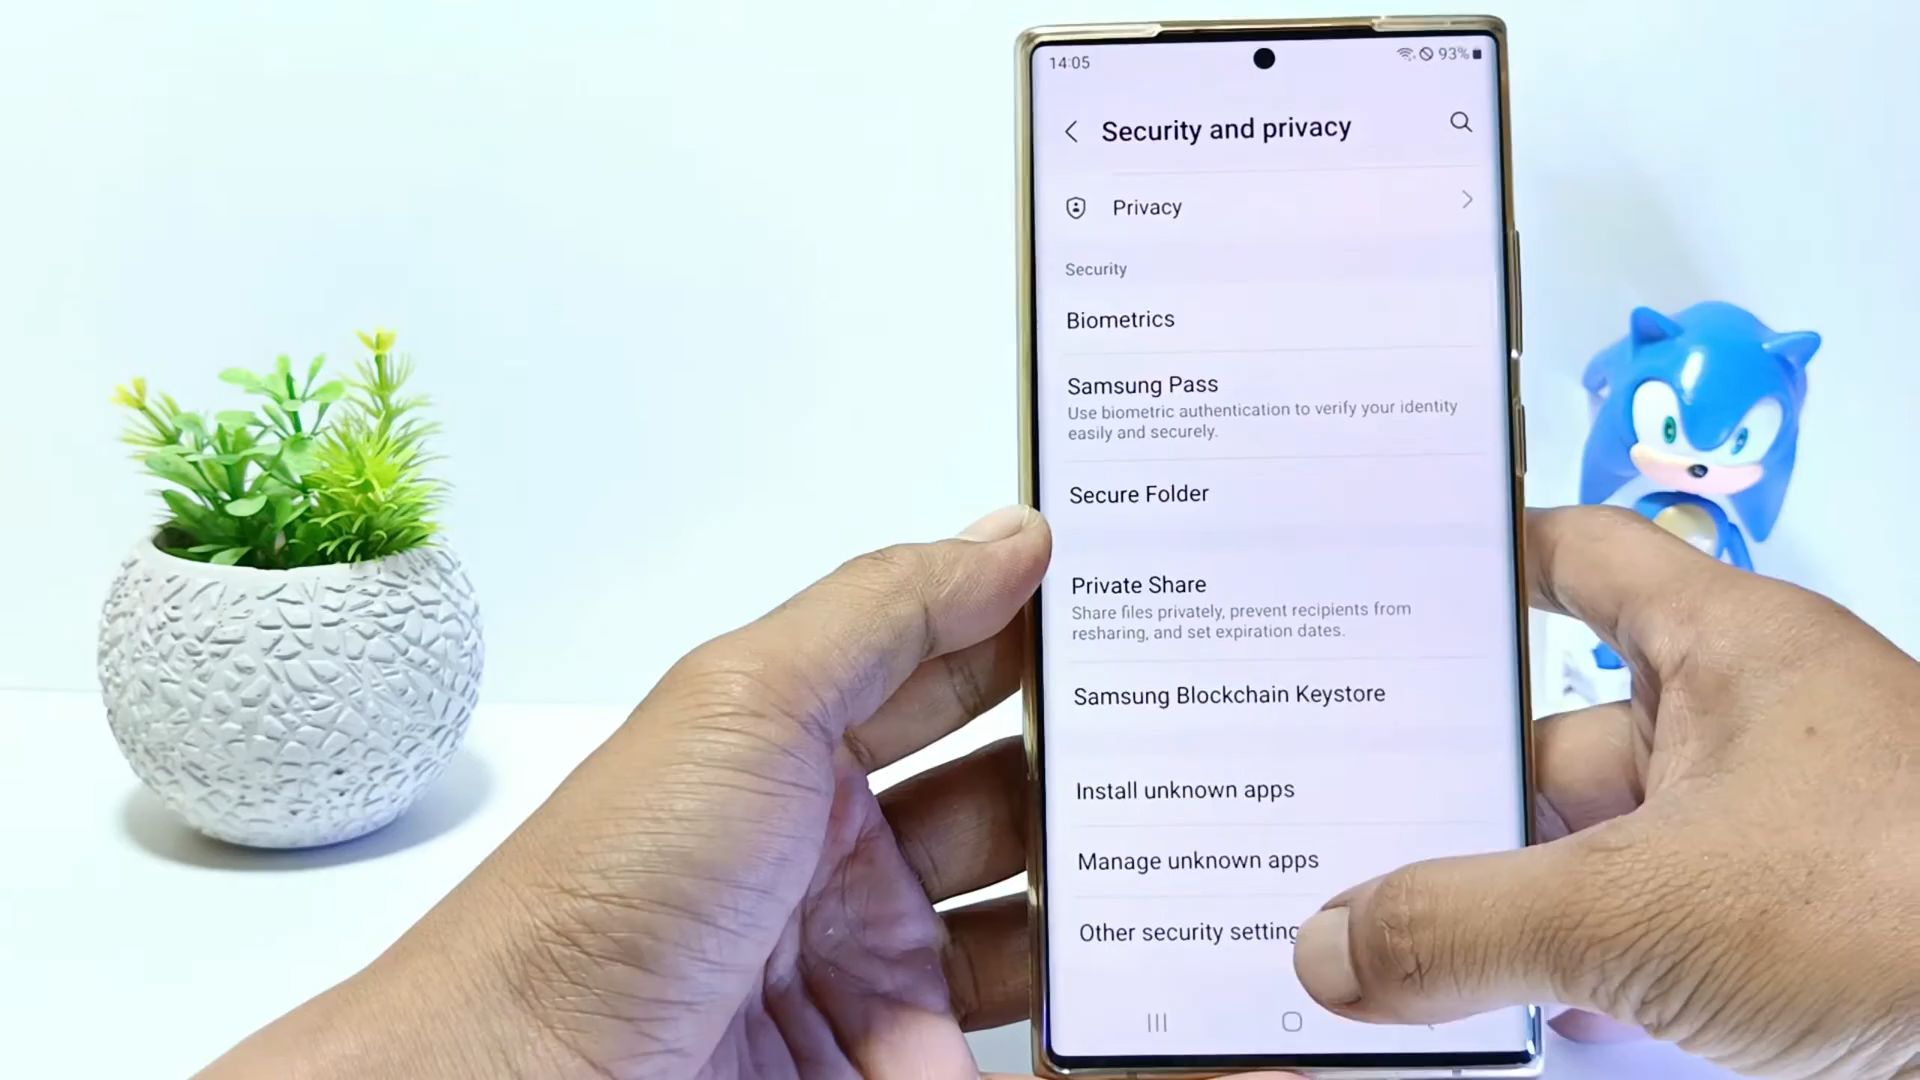 14:05
93%
Security and privacy
Privacy
Security
Biometrics
Samsung Pass
Use biometric authentication to verify your identity
easily and securely.
Secure Folder
Private Share
Share files privately, prevent recipients from
resharing, and set expiration dates.
Samsung Blockchain Keystore
Install unknown apps
Manage unknown apps
Other security setting